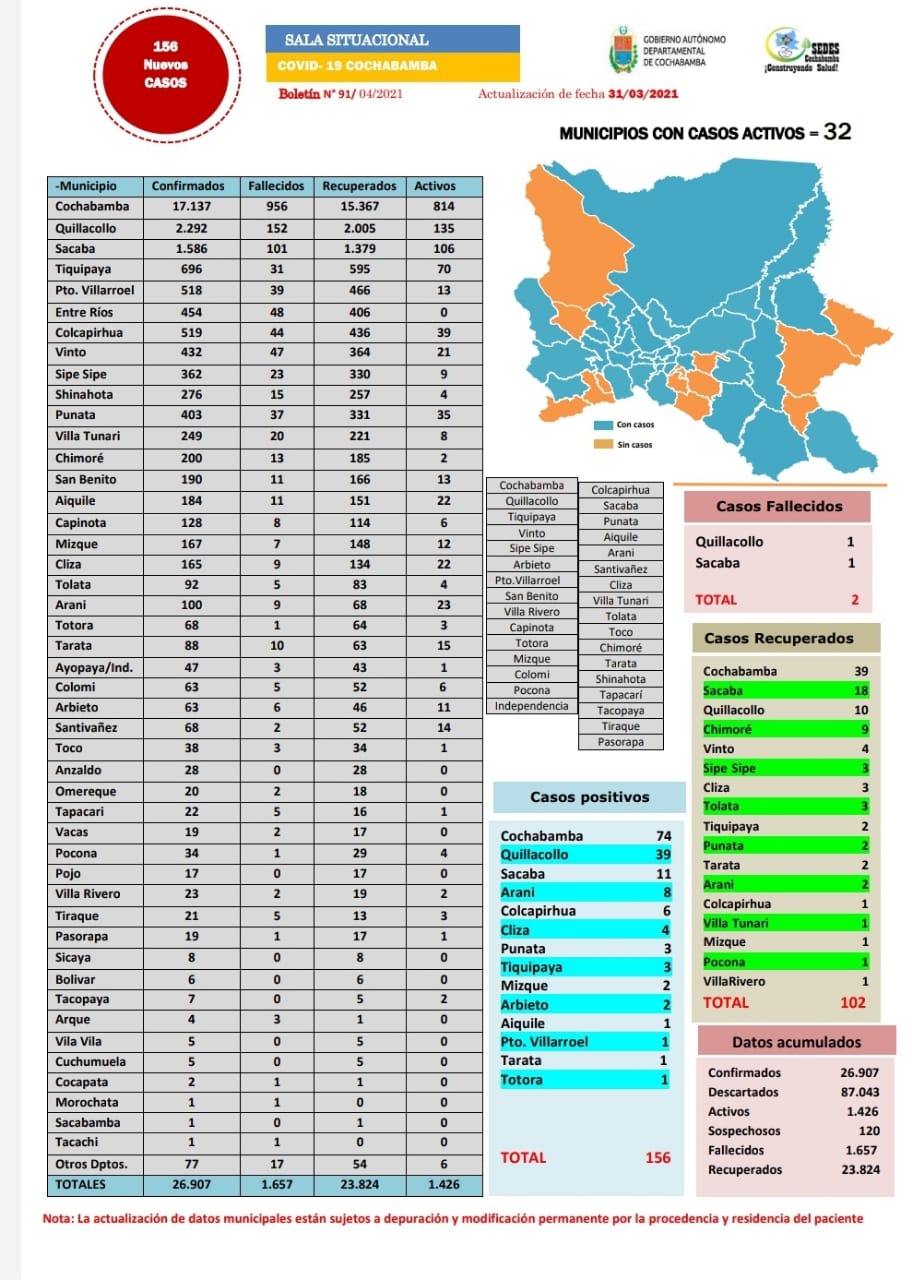 156
Nuevos
CASOS
SALA SITUACIONAL
COVID- 19 COCHABAMBA
Boletín N° 91/ 04/2021
Actualización de fecha 31/03/2021
GOBIERNO AUTÓNOMO
DEPARTAMENTAL
DE COCHABAMBA
SEDES
Cochabamba
¡Construyendo Salud!
MUNICIPIOS CON CASOS ACTIVOS = 32
-Municipio Confirmados Fallecidos Recuperados Activos
Cochabamba 17.137 956 15.367 814
Quillacollo 2.292 152 2.005 135
Sacaba 1.586 101 1.379 106
Tiquipaya 696 31 595 70
Pto. Villarroel 518 39 466 13
Entre Ríos 454 48 406 0
Colcapirhua 519 44 436 39
Vinto 432 47 364 21
Sipe Sipe 362 23 330 9
Shinahota 276 15 257 4
Punata 403 37 331 35
Villa Tunari 249 20 221 8
Chimoré 200 13 185 2
San Benito 190 11 166 13
Aiquile 184 11 151 22
Capinota 128 8 114 6
Mizque 167 7 148 12
Cliza 165 9 134 22
Tolata 92 5 83 4
Arani 100 9 68 23
Totora 68 1 64 3
Tarata 88 10 63 15
Ayopaya/Ind. 47 3 43 1
Colomi 63 5 52 6
Arbieto 63 6 46 11
Santivañez 68 2 52 14
Toco 38 3 34 1
Anzaldo 28 0 28 0
Omereque 20 2 18 0
Tapacari 22 5 16 1
Vacas 19 2 17 0
Pocona 34 1 29 4
Pojo 17 0 17 0
Villa Rivero 23 2 19 2
Tiraque 21 5 13 3
Pasorapa 19 1 17 1
Sicaya 8 0 8 0
Bolivar 6 0 6 0
Tacopaya 7 0 5 2
Arque 4 3 1 0
Vila Vila 5 0 5 0
Cuchumuela 5 0 5 0
Cocapata 2 1 1 0
Morochata 1 1 0 0
Sacabamba 1 0 1 0
Tacachi 1 1 0 0
Otros Dptos. 77 17 54 6
TOTALES 26.907 1.657 23.824 1.426
Con casos
Sin casos
Cochabamba
Quillacollo
Tiquipaya
Vinto
Sipe Sipe
Arbieto
Pto.Villarroel
San Benito
Villa Rivero
Capinota
Totora
Mizque
Colomi
Pocona
Independencia
Colcapirhua
Sacaba
Punata
Aiquile
Arani
Santivañez
Cliza
Villa Tunari
Tolata
Toco
Chimoré
Tarata
Shinahota
Tapacarí
Tacopaya
Tiraque
Pasorapa
Casos Fallecidos
Quillacollo 1
Sacaba 1
TOTAL 2
Casos Recuperados
Cochabamba 39
Sacaba 18
Quillacollo 10
Chimoré 9
Vinto 4
Sipe Sipe 3
Cliza 3
Tolata 3
Tiquipaya 2
Punata 2
Tarata 2
Arani 2
Colcapirhua 1
Villa Tunari 1
Mizque 1
Pocona 1
VillaRivero 1
TOTAL 102
Casos positivos
Cochabamba 74
Quillacollo 39
Sacaba 11
Arani 8
Colcapirhua 6
Cliza 4
Punata 3
Tiquipaya 3
Mizque 2
Arbieto 2
Aiquile 1
Pto. Villarroel 1
Tarata 1
Totora 1
TOTAL 156
Datos acumulados
Confirmados 26.907
Descartados 87.043
Activos 1.426
Sospechosos 120
Fallecidos 1.657
Recuperados 23.824
Nota: La actualización de datos municipales están sujetos a depuración y modificación permanente por la procedencia y residencia del paciente